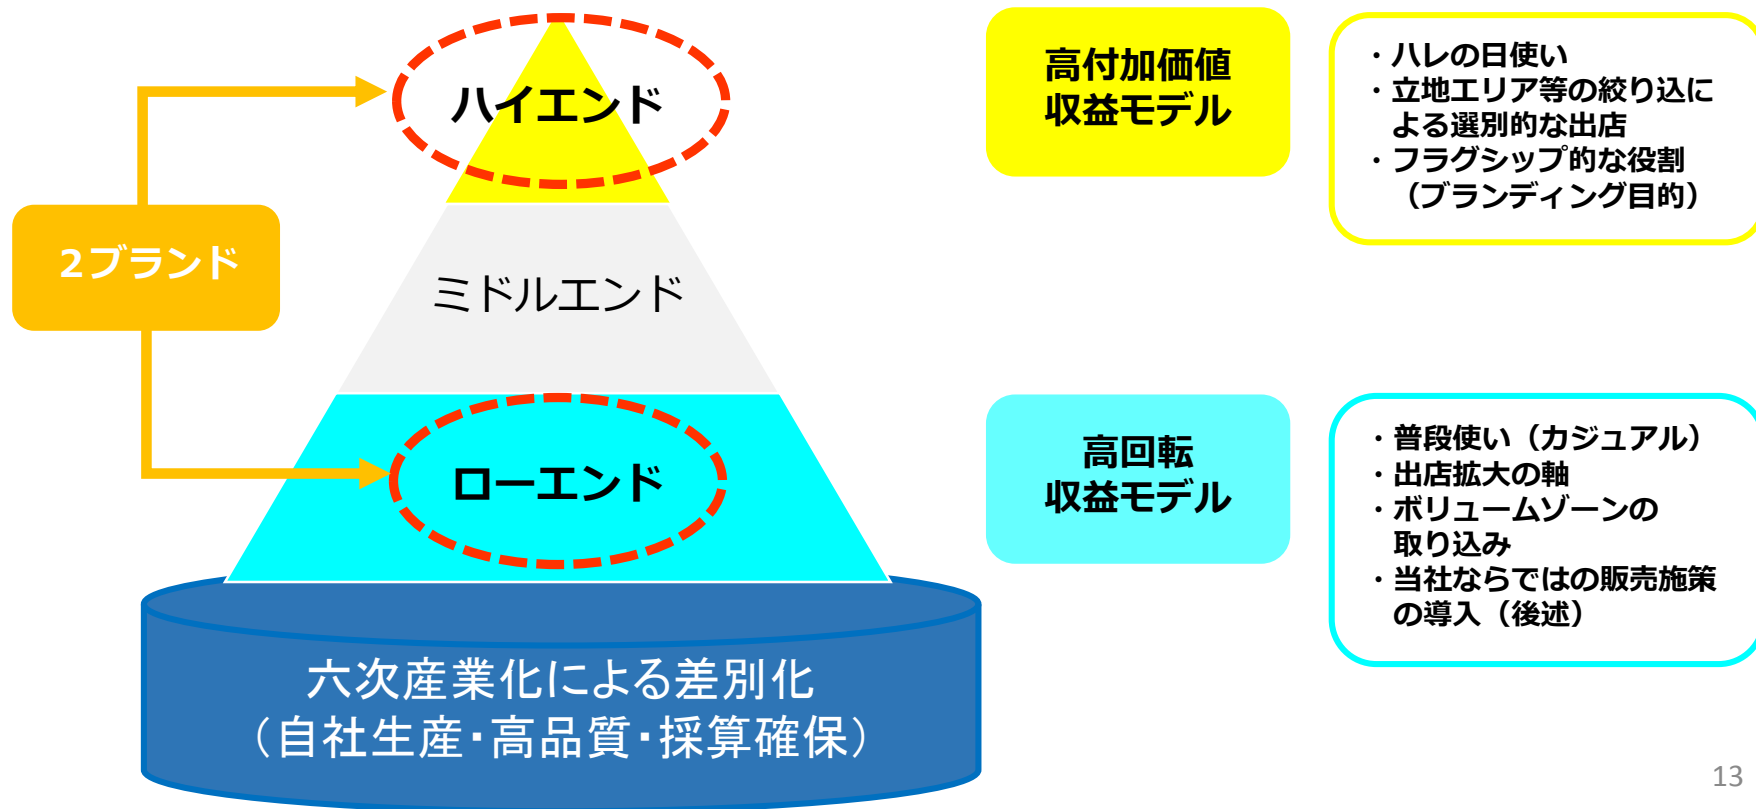 ハイエンド
2ブランド
ミドルエンド
ローエンド
六次産業化による差別化
（自社生産・高品質・採算確保）
高付加価値
収益モデル
・ハレの日使い
・立地エリア等の絞り込に
よる選別的な出店
・フラグシップ的な役割
（ブランディング目的）
高回転
収益モデル
・普段使い（カジュアル）
・出店拡大の軸
・ボリュームゾーンの
取り込み
・当社ならではの販売施策
の導入（後述）
13